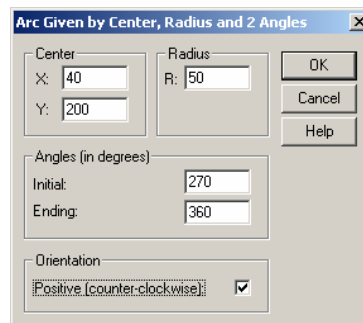 Arc Given by Center, Radius and 2 Angles
Center
X: 40
Y: 200
Radius
R: 50
OK
Cancel
Help
Angles (in degrees)
Initial: 270
Ending: 360
Orientation
Positive (counter-clockwise):